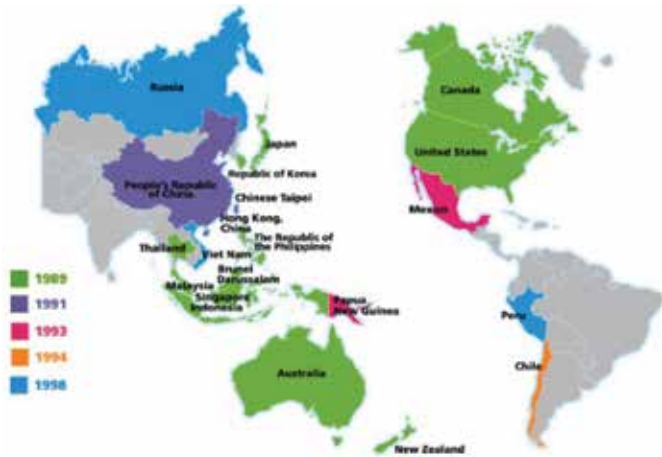 Russia
Canada
Japan
United States
Republic of Korea
People's Republic
of China
Chinese Taipei
Mexico
Hong Kong,
China
The Republic of
the Philippines
Thailand
Viet Nam
Brunei
Darussalam
Malaysia
Singapore
Indonesia
Papua
New Guinea
Peru
Chile
Australia
New Zealand
1989
1991
1993
1994
1998